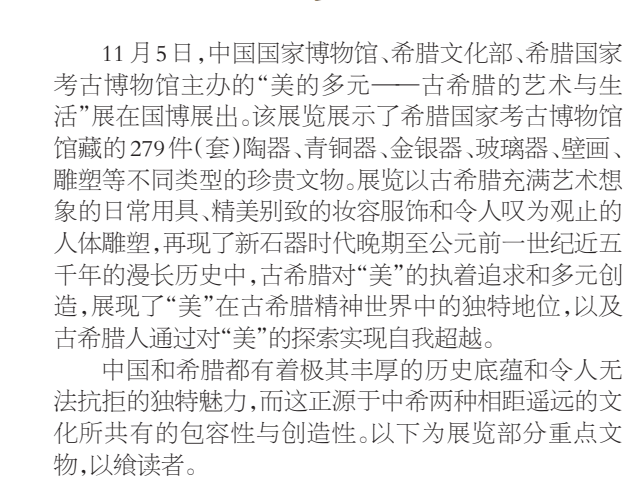 11月5日,中国国家博物馆、希腊文化部、希腊国家
考古博物馆主办的“美的多元——古希腊的艺术与生
活”展在国博展出。该展览展示了希腊国家考古博物馆
馆藏的279件(套)陶器、青铜器、金银器、玻璃器、壁画、
雕塑等不同类型的珍贵文物。展览以古希腊充满艺术想
象的日常用具、精美别致的妆容服饰和令人叹为观止的
人体雕塑,再现了新石器时代晚期至公元前一世纪近五
千年的漫长历史中,古希腊对“美”的执着追求和多元创
造,展现了“美”在古希腊精神世界中的独特地位,以及
古希腊人通过对“美”的探索实现自我超越。
中国和希腊都有着极其丰厚的历史底蕴和令人无
法抗拒的独特魅力,而这正源于中希两种相距遥远的文
化所共有的包容性与创造性。以下为展览部分重点文
物,以飨读者。